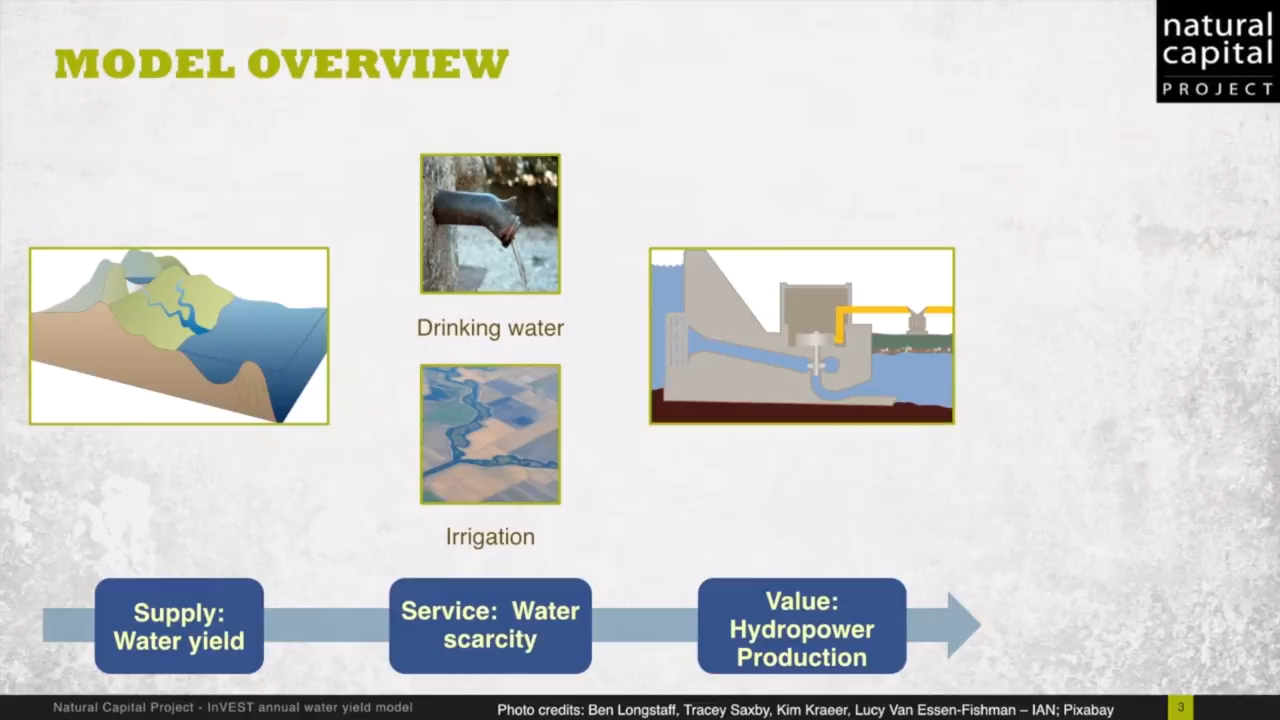 MODEL OVERVIEW
natural
capital
PROJECT
Drinking water
Irrigation
Supply:
Water yield
Service:  Water
scarcity
Value:
Hydropower
Production
Natural Capital Project - InVEST annual water yield model
Photo credits: Ben Longstaff, Tracey Saxby, Kim Kraeer, Lucy Van Essen-Fishman – IAN; Pixabay
3